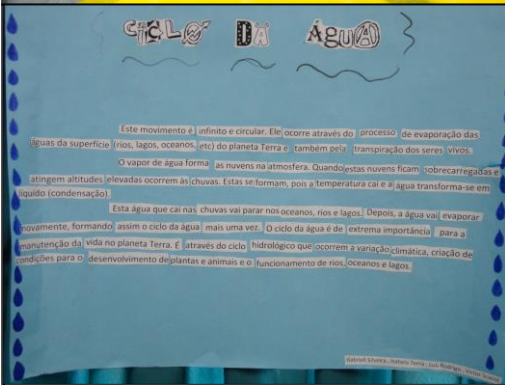 CICLO DA ÁGUA
Este movimento é infinito e circular. Ele ocorre através do processo de evaporação das
águas da superfície (rios, lagos, oceanos, etc) do planeta Terra e também pela transpiração dos seres vivos.
O vapor de água forma as nuvens na atmosfera. Quando estas nuvens ficam sobrecarregadas e
atingem altitudes elevadas ocorrem as chuvas. Estas se formam, pois a temperatura cai e a água transforma-se em
líquido (condensação).
Esta água que cai nas chuvas vai parar nos oceanos, rios e lagos. Depois, a água vai evaporar
novamente, formando assim o ciclo da água mais uma vez. O ciclo da água é de extrema importância para a
manutenção da vida no planeta Terra. É através do ciclo hidrológico que ocorrem a variação climática, criação de
condições para o desenvolvimento de plantas e animais e o funcionamento de rios, oceanos e lagos.
Gabriel Silveira, Luiz Rodrigo, Victor